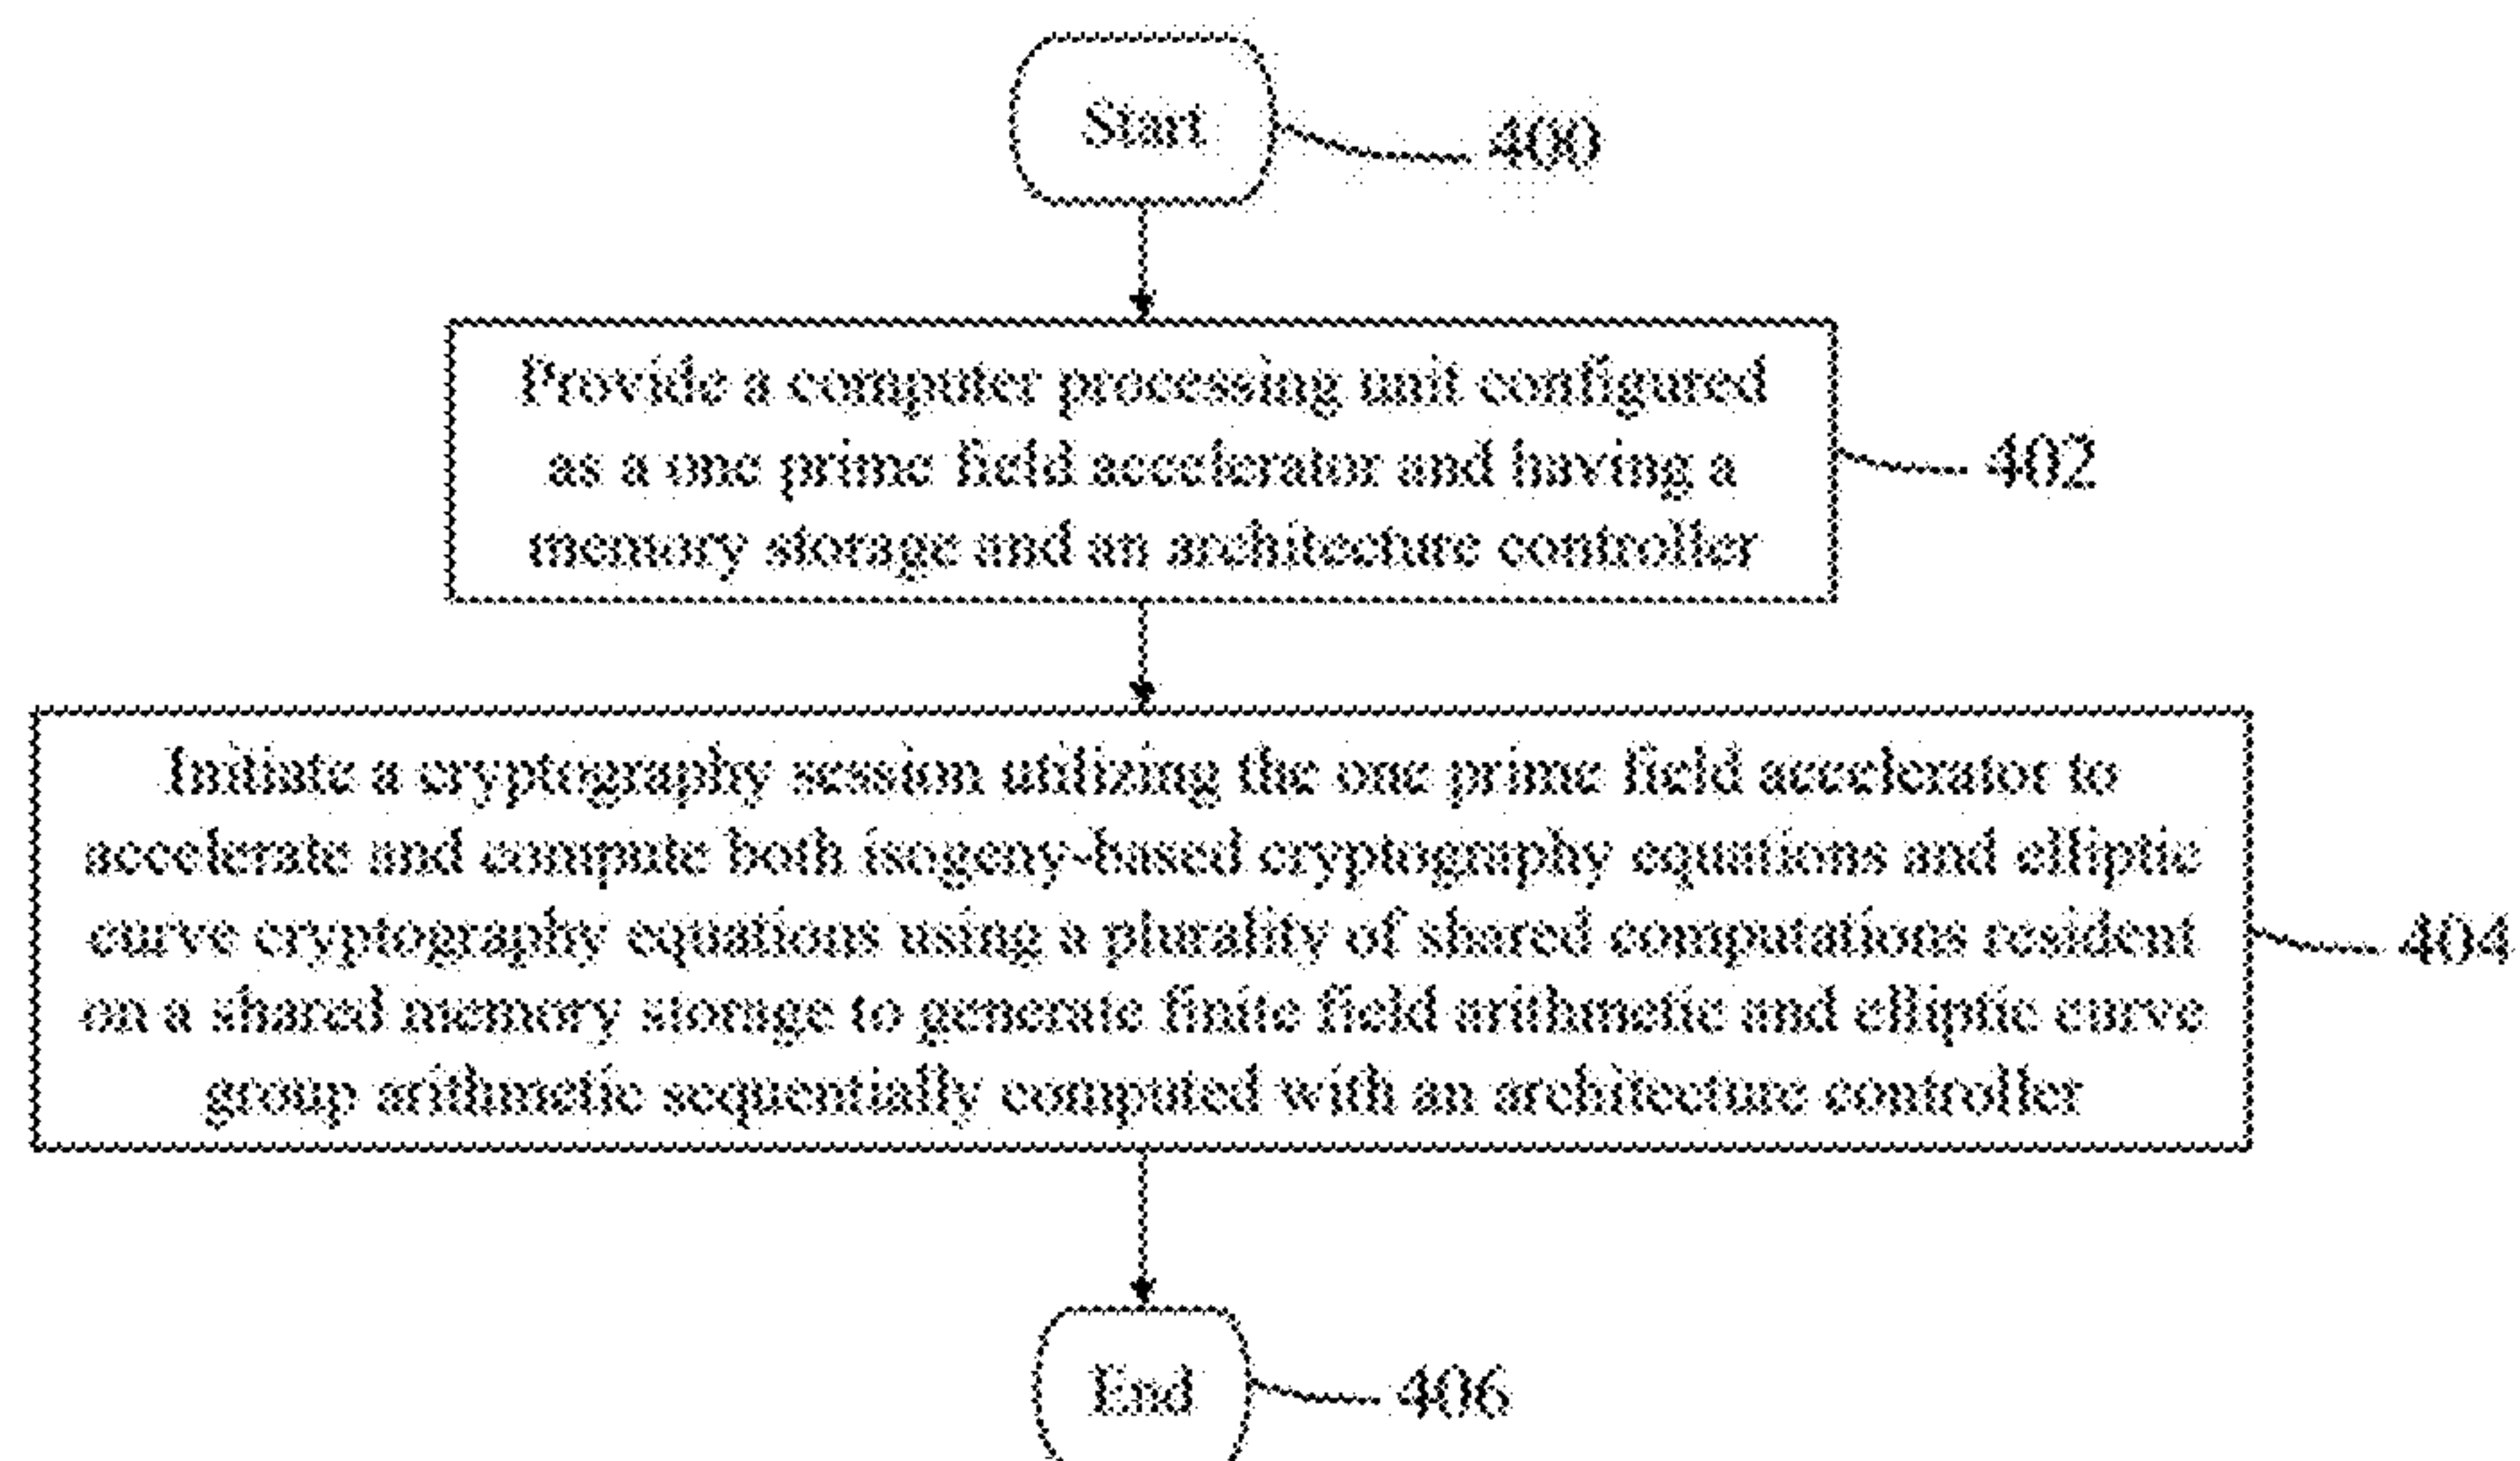 Start
400
Provide a computer processing unit configured
as a one prime field accelerator and having a
memory storage and an architecture controller
402
Initiate a cryptography session utilizing the one prime field accelerator to
accelerate and compute both isogeny-based cryptography equations and elliptic
curve cryptography equations using a plurality of shared computations resident
on a shared memory storage to generate finite field arithmetic and elliptic curve
group arithmetic sequentially computed with an architecture controller
404
End
406